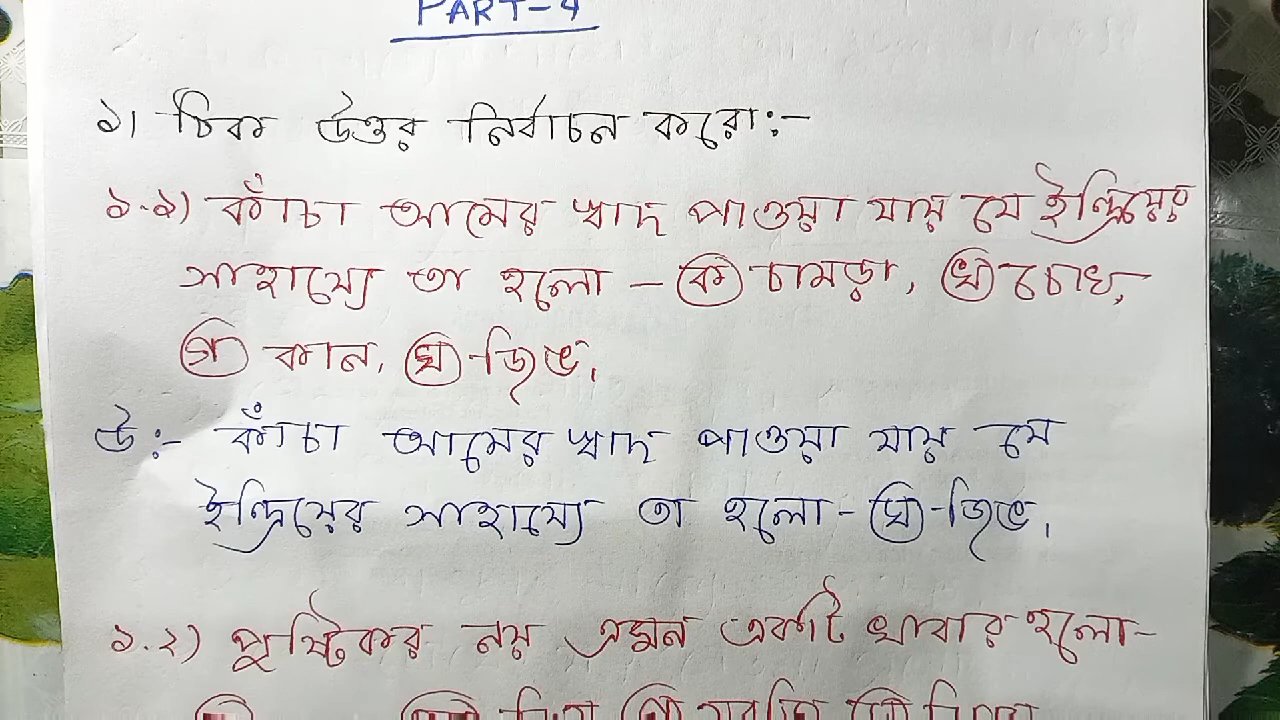 PART-4
১। ঠিক উত্তর নির্বাচন করো:-
১.১) কাঁচা আমের স্বাদ পাওয়া যায় যে ইন্দ্রিয়ের
সাহায্যে তা হলো - ক চামড়া, খ চোখ,
গ কান, ঘ জিভ,
উ:- কাঁচা আমের স্বাদ পাওয়া যায় যে
ইন্দ্রিয়ের সাহায্যে তা হলো - ঘ জিভ,
১.২) পুষ্টিকর নয় এমন একটি খাবার হলো-